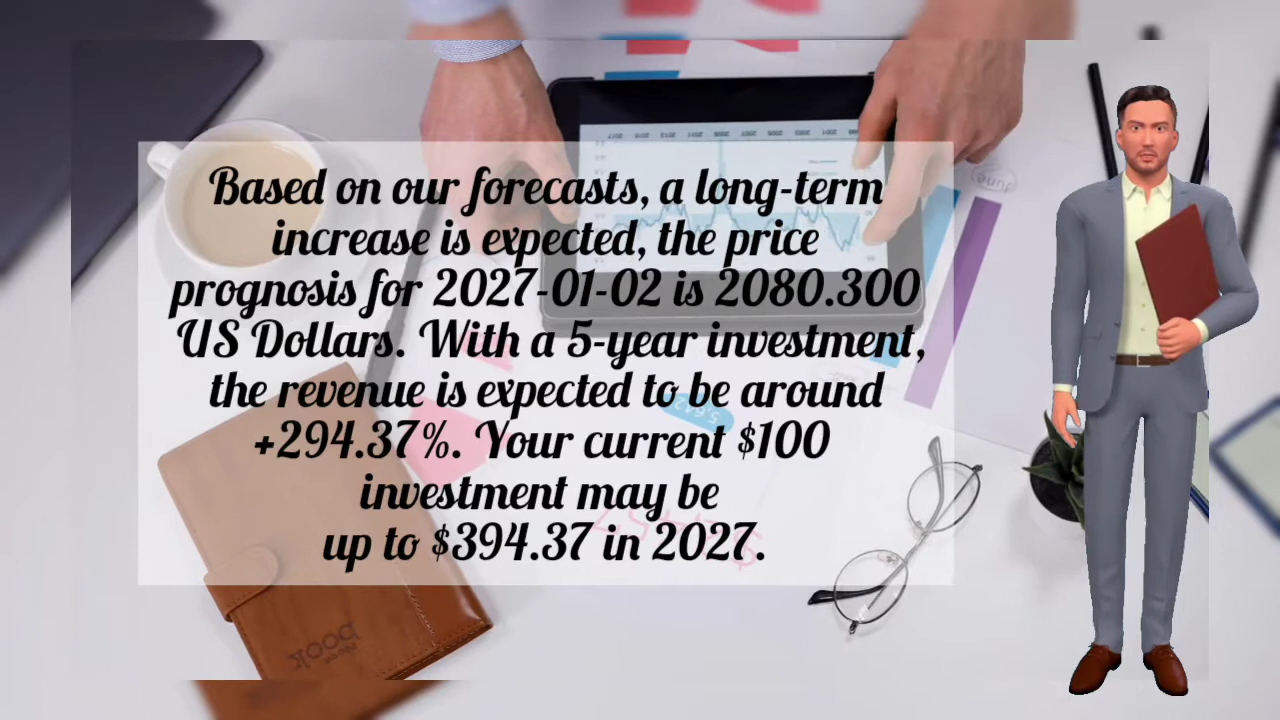 Based on our forecasts, a long-term
increase is expected, the price
prognosis for 2027-01-02 is 2080.300
US Dollars. With a 5-year investment,
the revenue is expected to be around
+294.37%. Your current $100
investment may be
up to $394.37 in 2027.
book